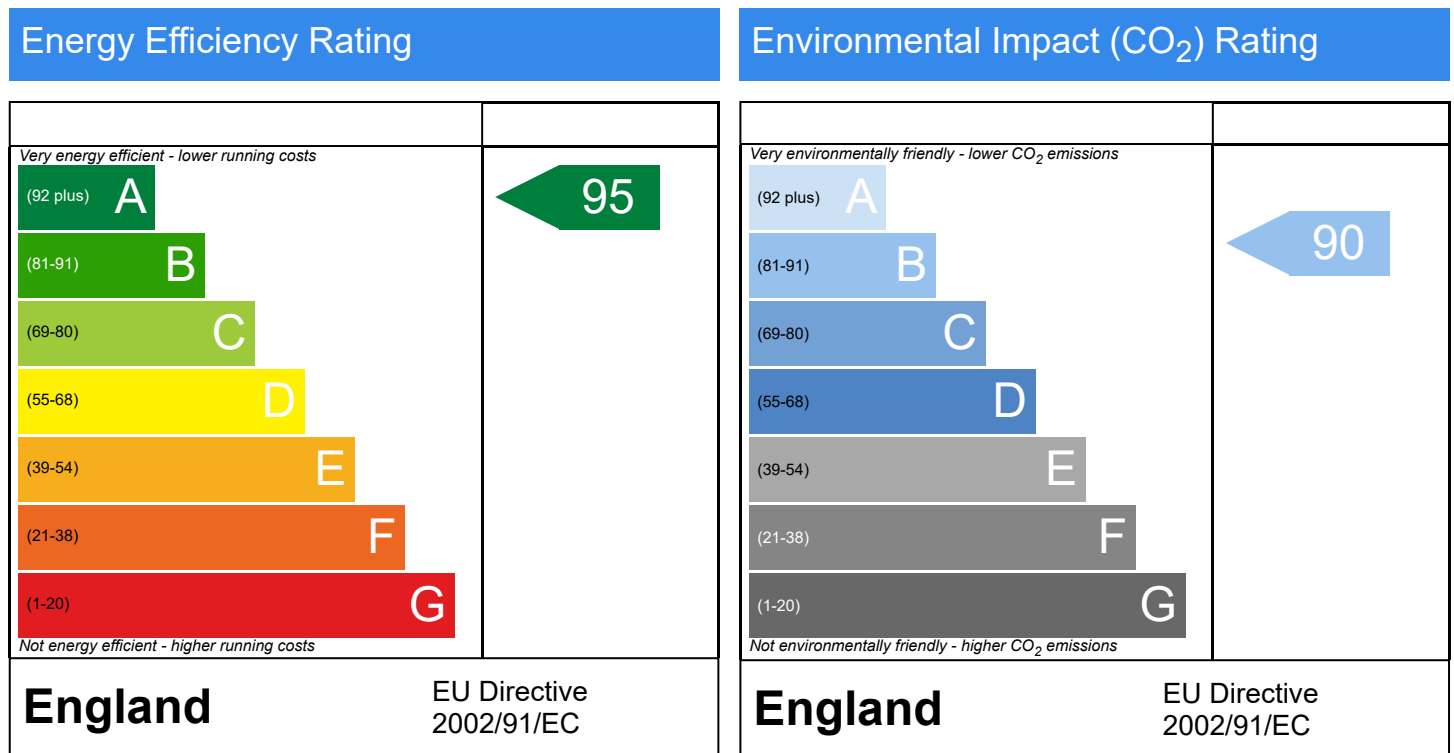 Energy Efficiency Rating
Very energy efficient - lower running costs
(92 plus) A
95
(81-91) B
(69-80) C
(55-68) D
(39-54) E
(21-38) F
(1-20) G
Not energy efficient - higher running costs
England
EU Directive
2002/91/EC
Environmental Impact (CO2) Rating
Very environmentally friendly - lower CO2 emissions
(92 plus) A
(81-91) B
90
(69-80) C
(55-68) D
(39-54) E
(21-38) F
(1-20) G
Not environmentally friendly - higher CO2 emissions
England
EU Directive
2002/91/EC